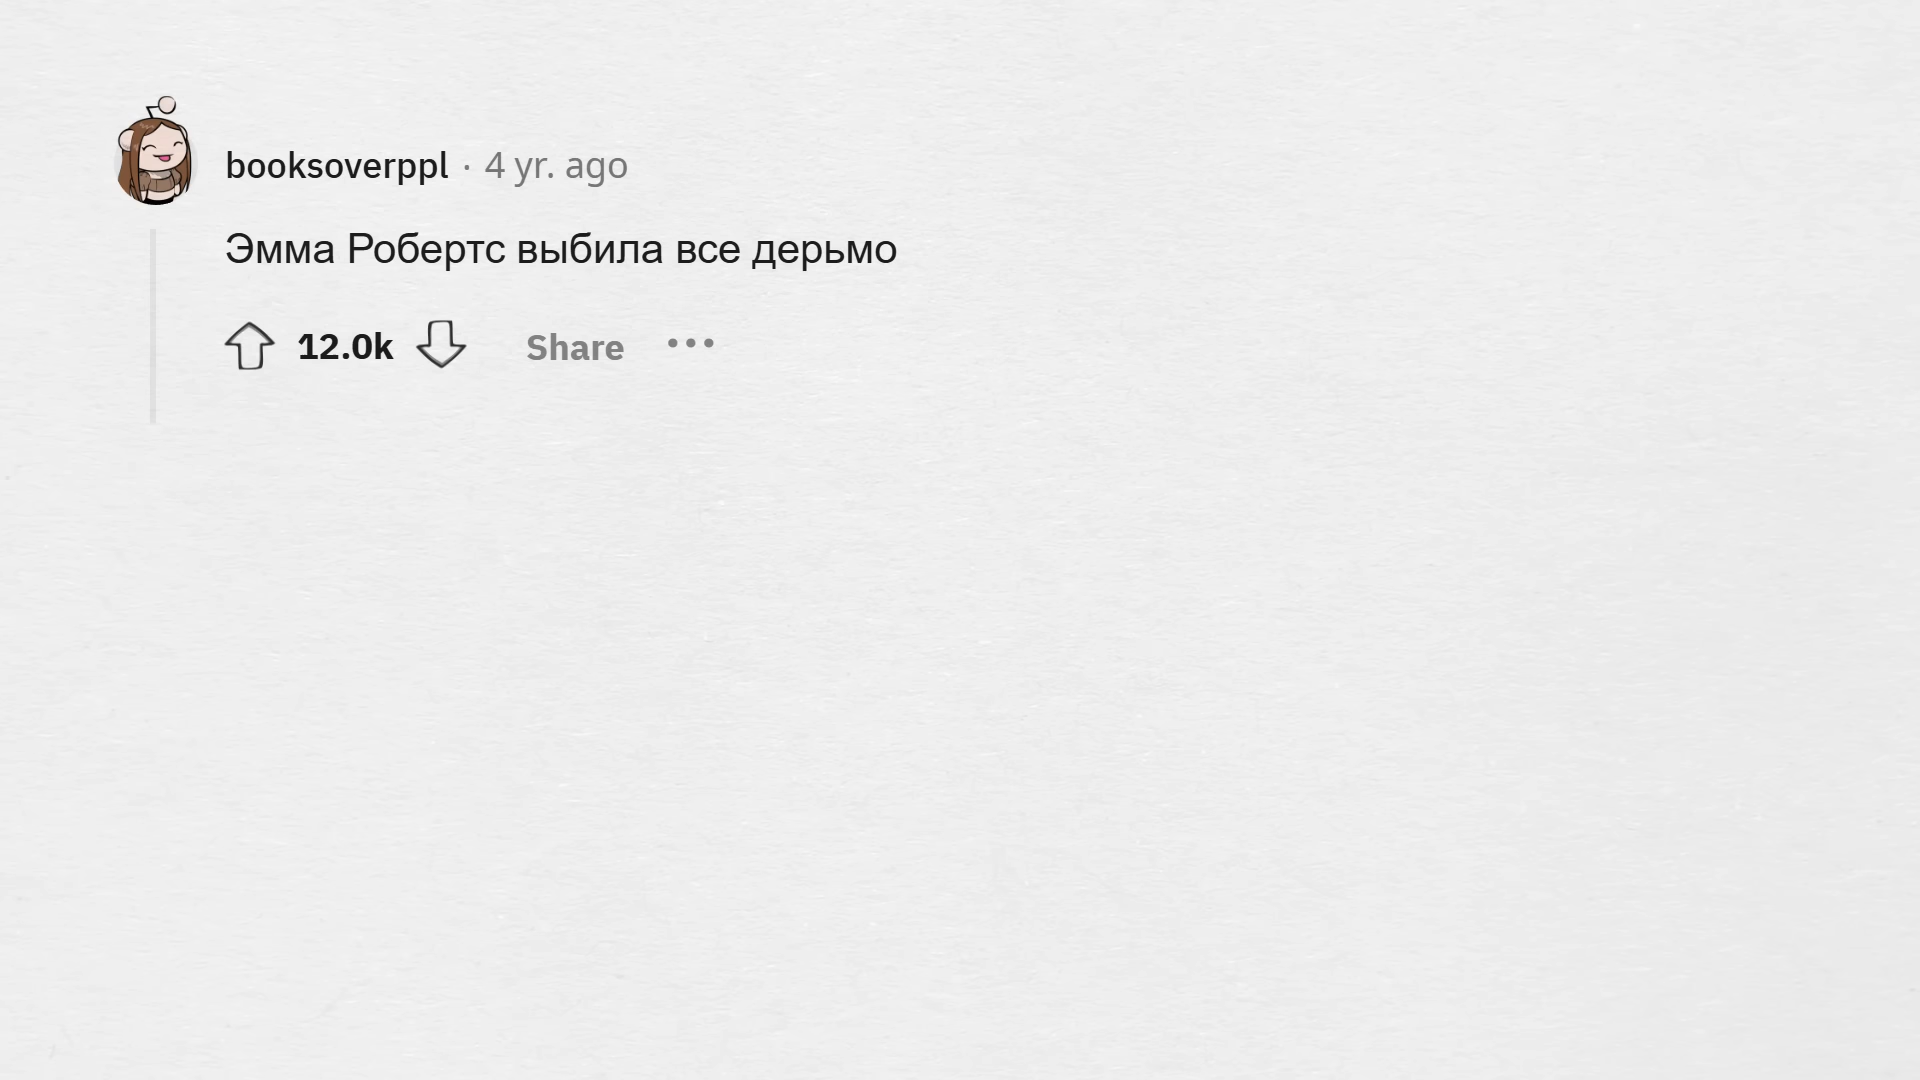 booksoverppl · 4 yr. ago
Эмма Робертс выбила все дерьмо
12.0k Share •••